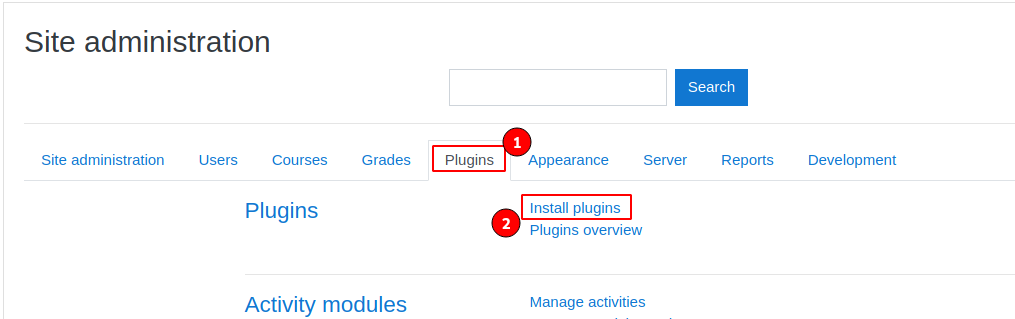 Site administration
Search
Site administration Users Courses Grades Plugins 1 Appearance Server Reports Development
Plugins Install plugins
2 Plugins overview
Activity modules Manage activities